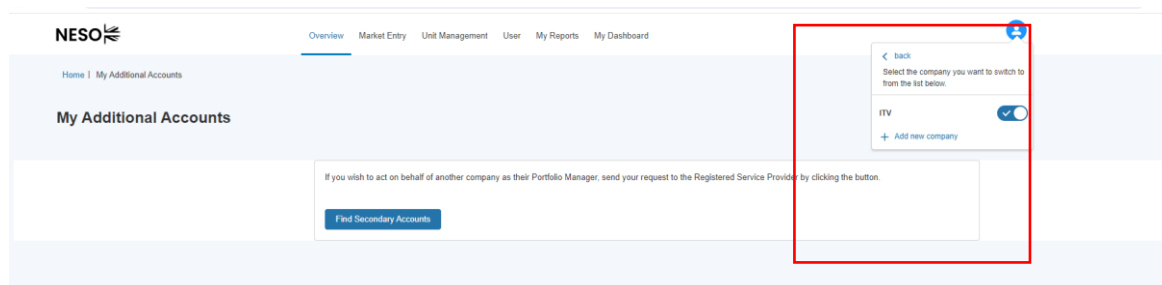 NESO
Overview Market Entry Unit Management User My Reports My Dashboard
Home | My Additional Accounts
My Additional Accounts
back
Select the company you want to switch to
from the list below.
ITV
+ Add new company
If you wish to act on behalf of another company as their Portfolio Manager, send your request to the Registered Service Provider by clicking the button.
Find Secondary Accounts